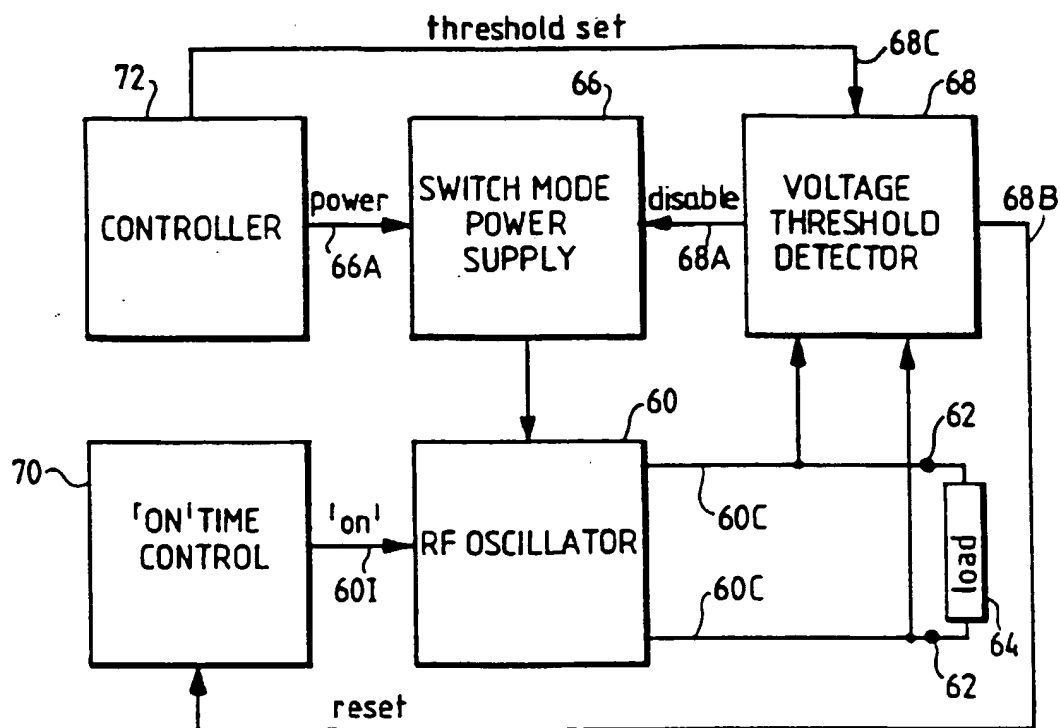 threshold set
68C
72
66
68
CONTROLLER
power
66A
SWITCH MODE
POWER
SUPPLY
disable
68A
VOLTAGE
THRESHOLD
DETECTOR
68B
60
62
70
'ON' TIME
CONTROL
'on'
60I
RF OSCILLATOR
60C
60C
load
64
62
reset